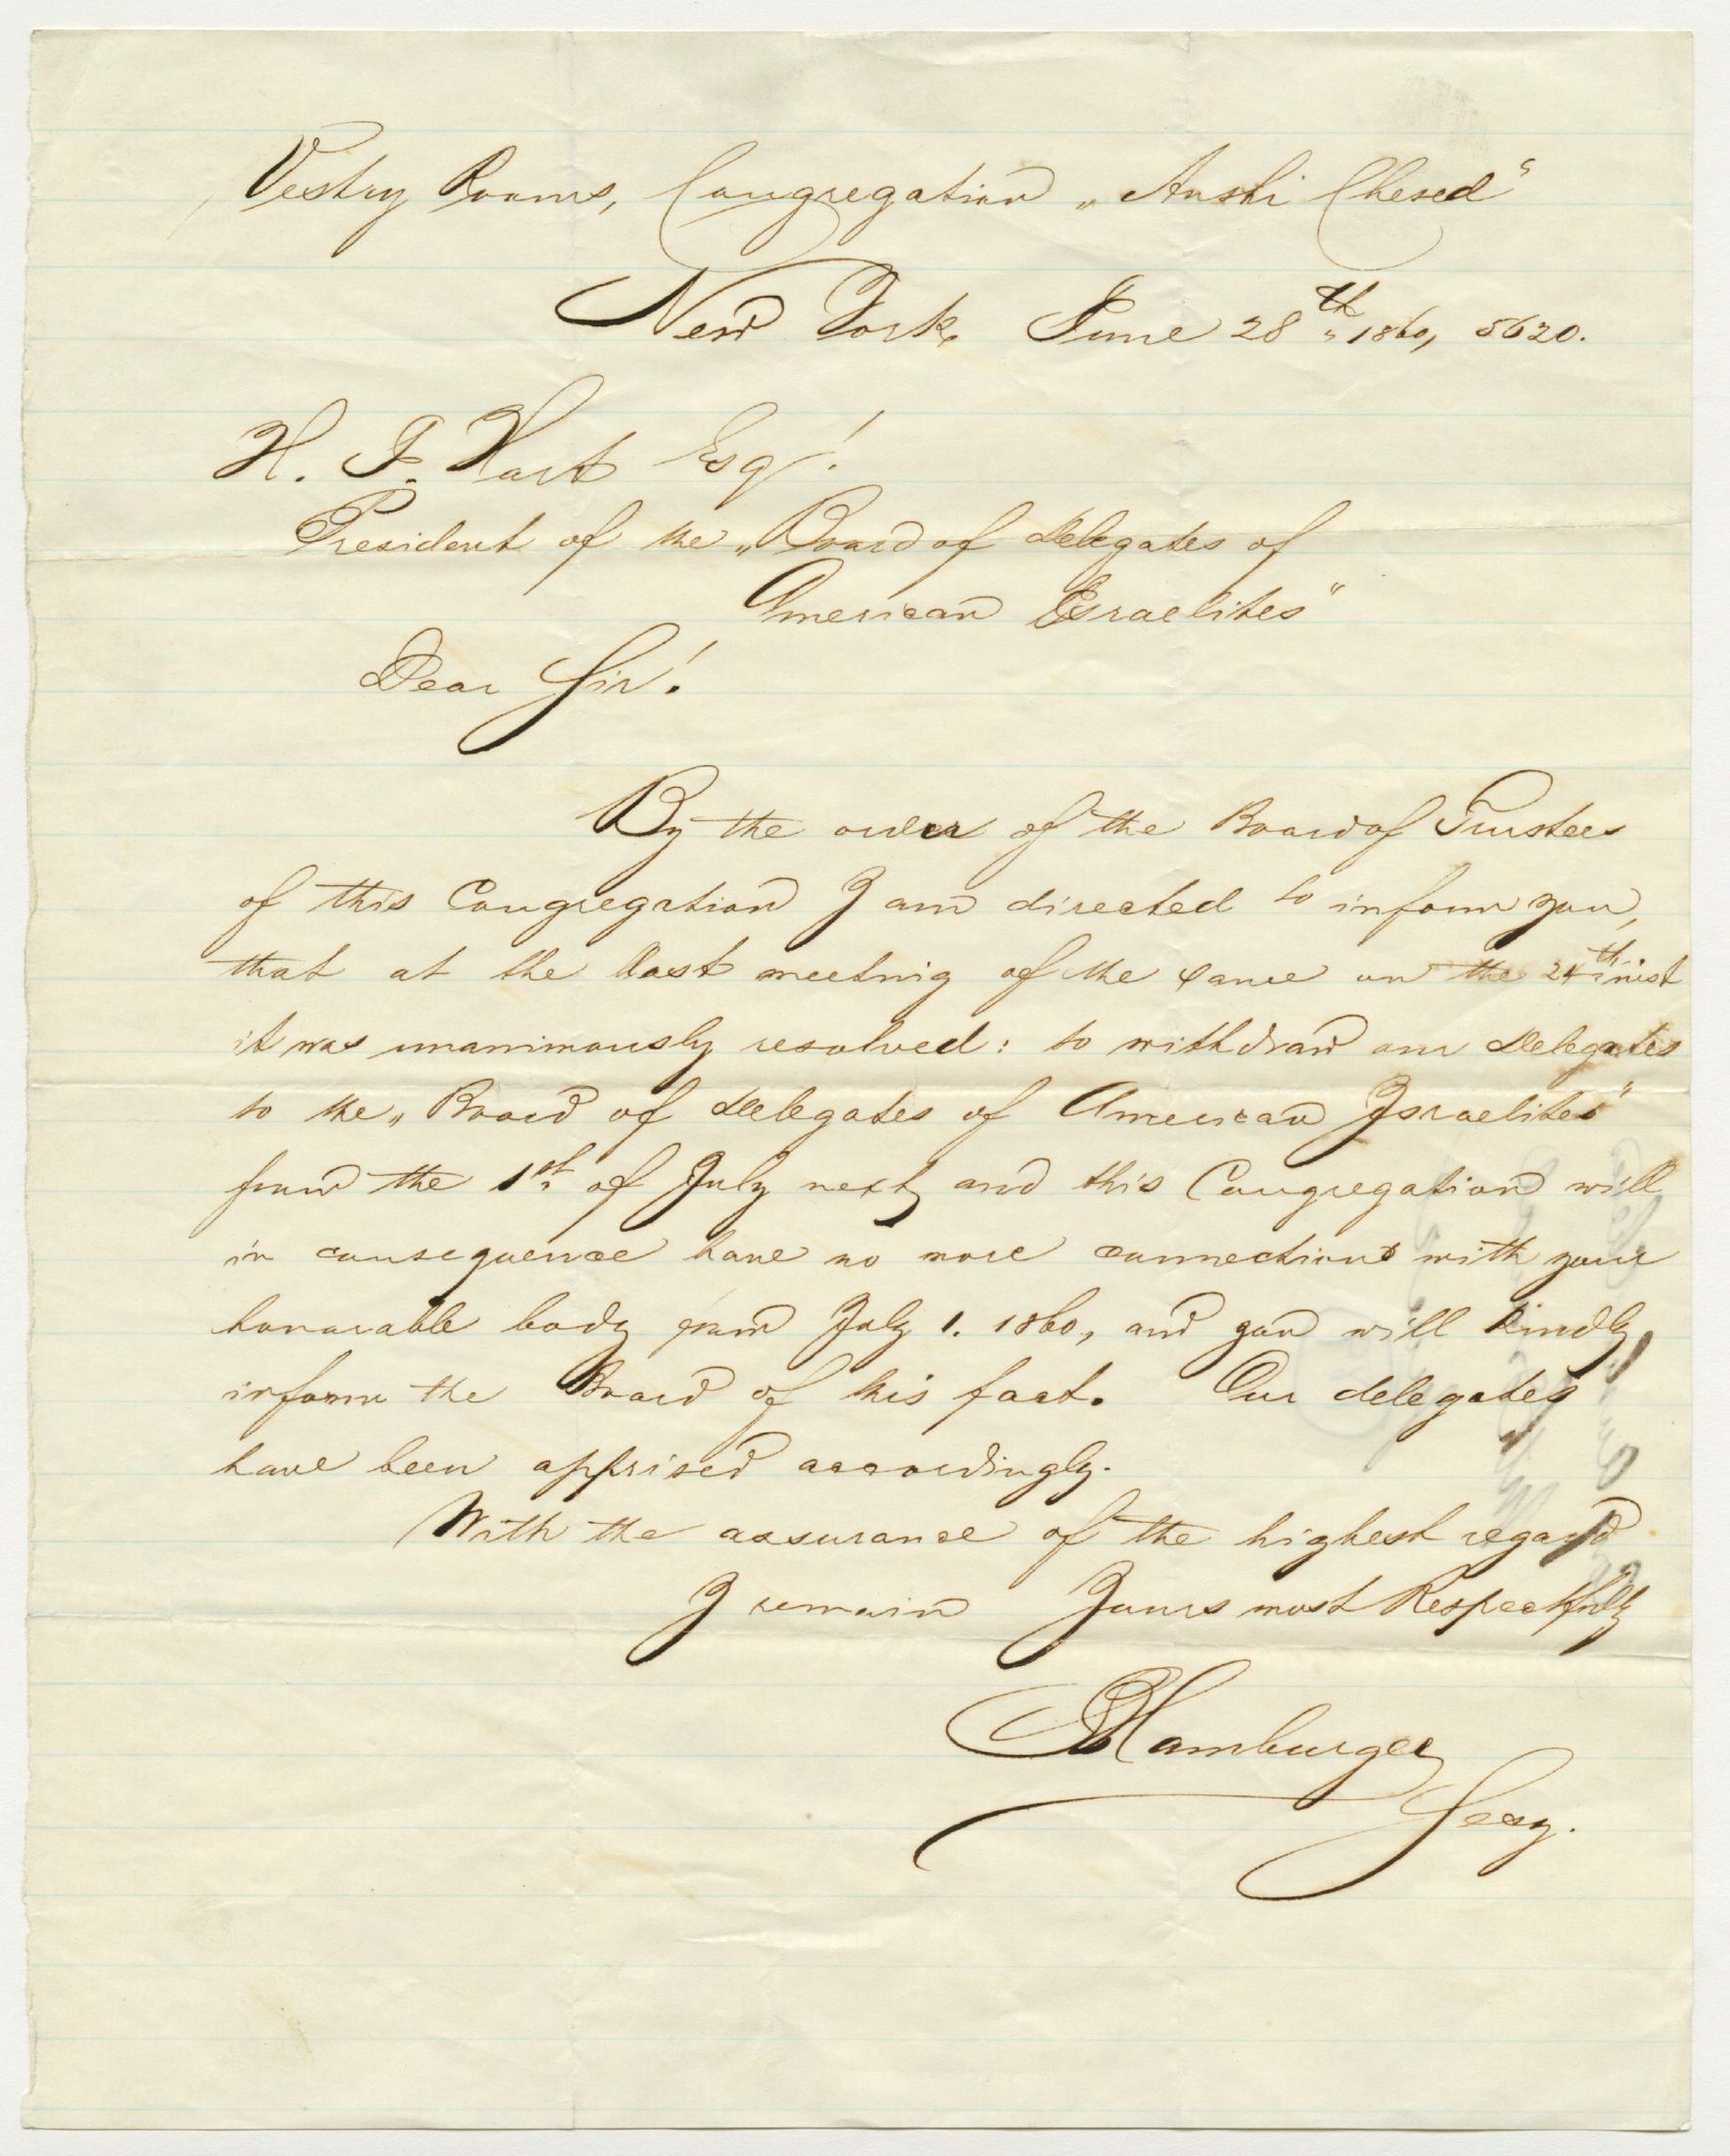 Vestry Rooms, Congregation „Anshi Chesed“
New York, June 28th 1860, 5620.
H. J. Hart Esq!
President of the „Board of Delegates of
American Israelites“
Dear Sir!
By the order of the Board of Trustees
of this Congregation I am directed to inform you,
that at the last meeting of the same on the 24th inst
it was unanimously resolved: to withdraw our Delegates
to the „Board of Delegates of American Israelites“
from the 1st of July next, and this Congregation will
in consequence have no more connections with your
honorable body from July 1. 1860, and you will kindly
inform the Board of this fact. Our delegates
have been apprised accordingly.
With the assurance of the highest regard
I remain Yours most Respectfully
Hamburger
Secy.